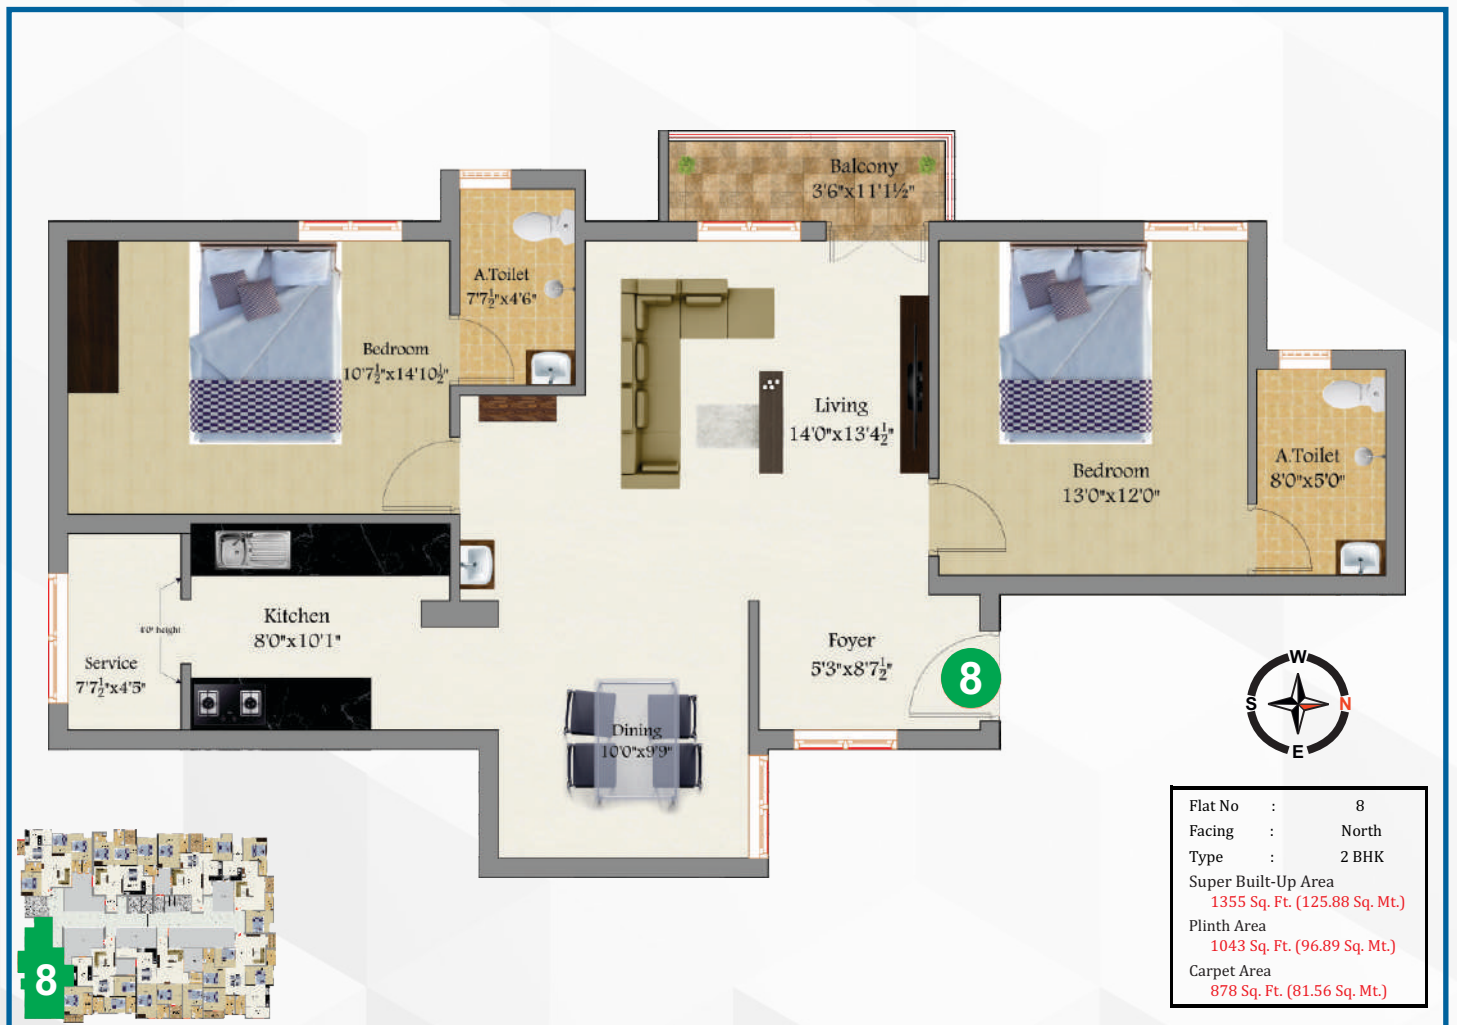 Balcony
3'6"x11'1½"
A.Toilet
7'7½"x4'6"
Bedroom
10'7½"x14'10½"
Living
14'0"x13'4½"
Bedroom
13'0"x12'0"
A.Toilet
8'0"x5'0"
Kitchen
8'0"x10'1"
Service
7'7½"x4'5"
Foyer
5'3"x8'7½"
8
Dining
10'0"x9'9"
W
S N
E
Flat No : 8
Facing : North
Type : 2 BHK
Super Built-Up Area
1355 Sq. Ft. (125.88 Sq. Mt.)
Plinth Area
1043 Sq. Ft. (96.89 Sq. Mt.)
Carpet Area
878 Sq. Ft. (81.56 Sq. Mt.)
8